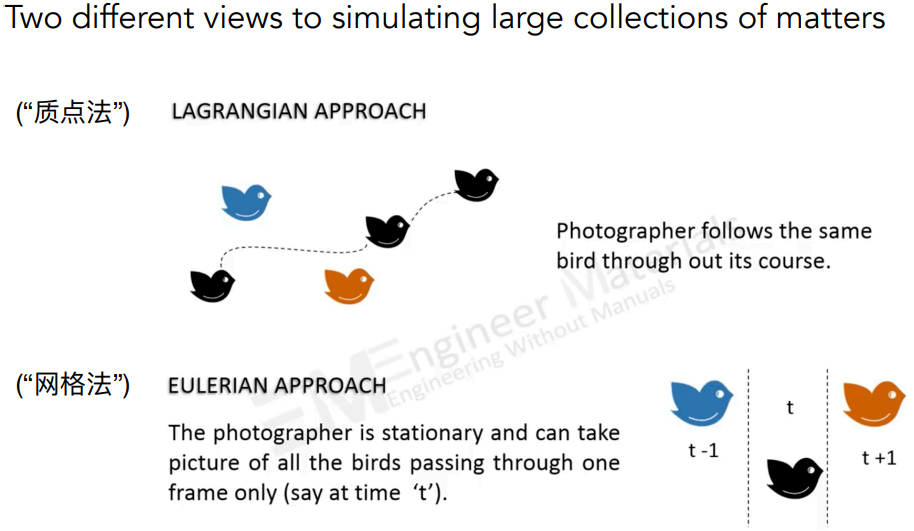 Two different views to simulating large collections of matters
(“质点法”) LAGRANGIAN APPROACH
Photographer follows the same
bird through out its course.
(“网格法”) EULERIAN APPROACH
The photographer is stationary and can take
picture of all the birds passing through one
frame only (say at time ‘t’).
t -1
t
t +1
EM Engineer Materials
Engineering Without Manuals